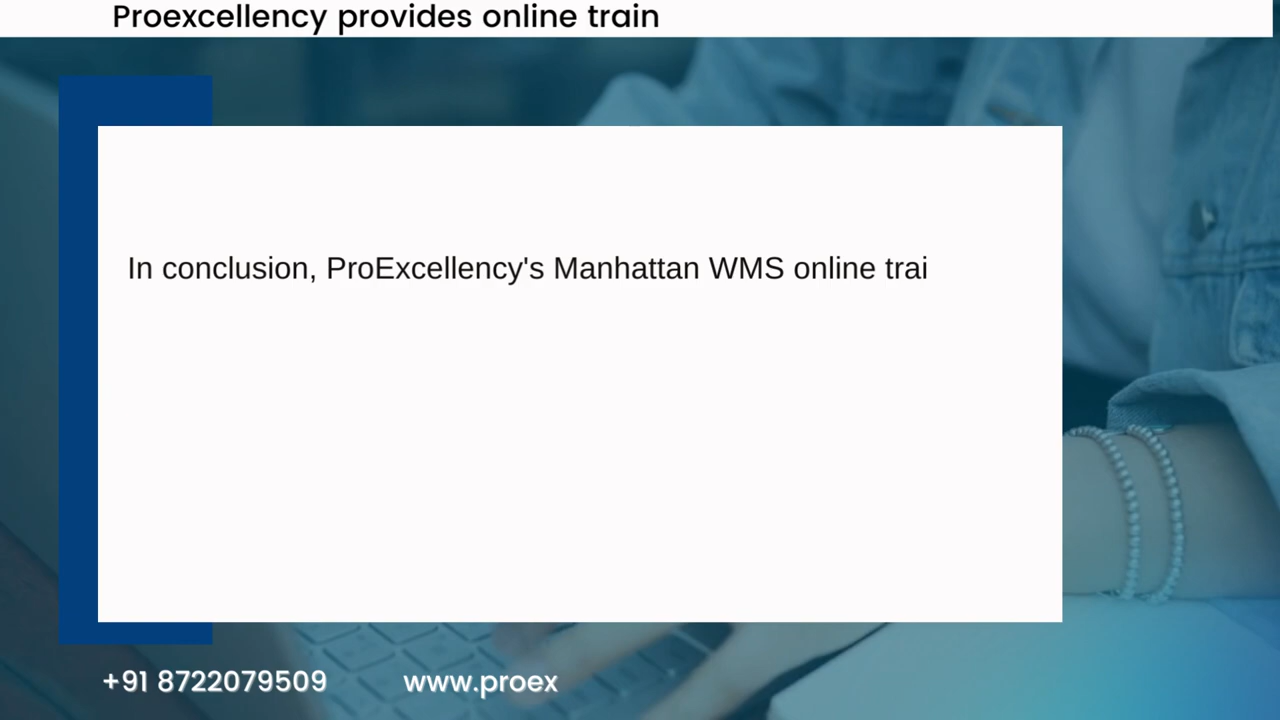 Proexcellency provides online train
In conclusion, ProExcellency's Manhattan WMS online trai
+91 8722079509 www.proex